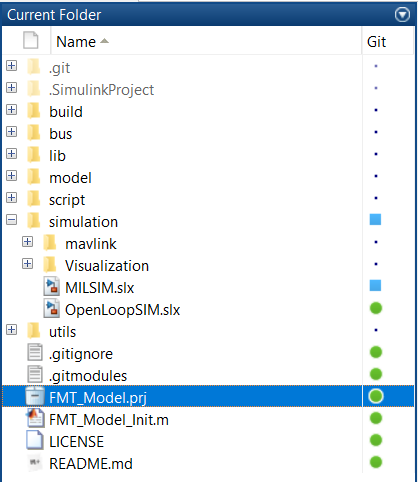 Current Folder
Name Git
.git
.SimulinkProject
build
bus
lib
model
script
simulation
mavlink
Visualization
MILSIM.slx
OpenLoopSIM.slx
utils
.gitignore
.gitmodules
FMT_Model.prj
FMT_Model_Init.m
LICENSE
README.md